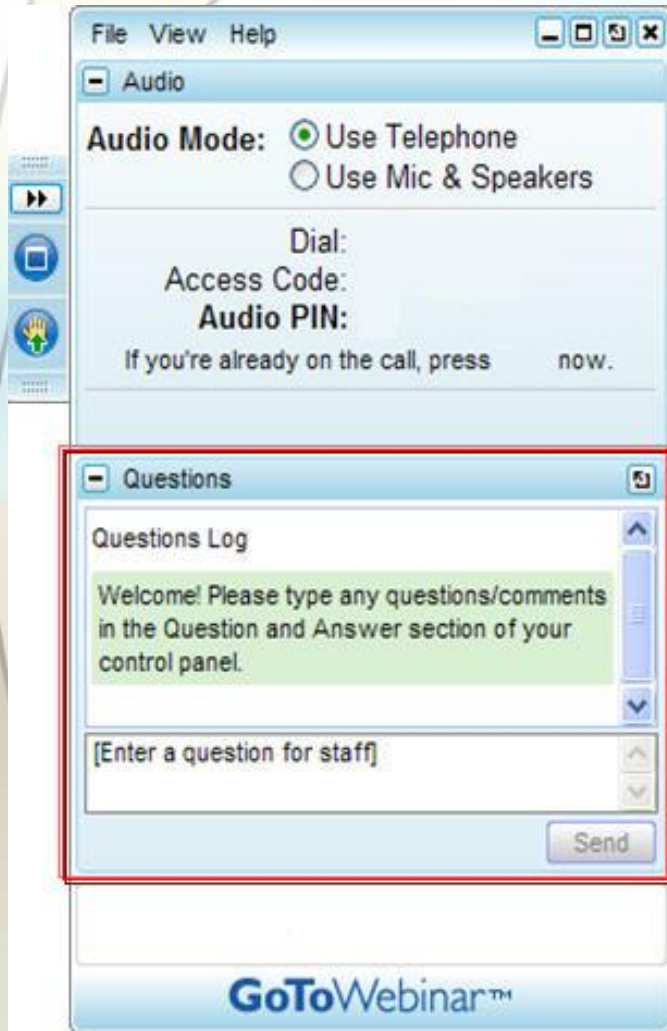 File View Help
Audio
Audio Mode: Use Telephone
Use Mic & Speakers
Dial:
Access Code:
Audio PIN:
If you're already on the call, press now.
Questions
Questions Log
Welcome! Please type any questions/comments
in the Question and Answer section of your
control panel.
[Enter a question for staff]
Send
GoToWebinar™